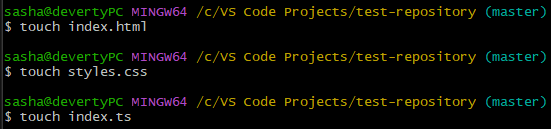 sasha@devertyPC MINGW64 /c/VS Code Projects/test-repository (master)
$ touch index.html
sasha@devertyPC MINGW64 /c/VS Code Projects/test-repository (master)
$ touch styles.css
sasha@devertyPC MINGW64 /c/VS Code Projects/test-repository (master)
$ touch index.ts